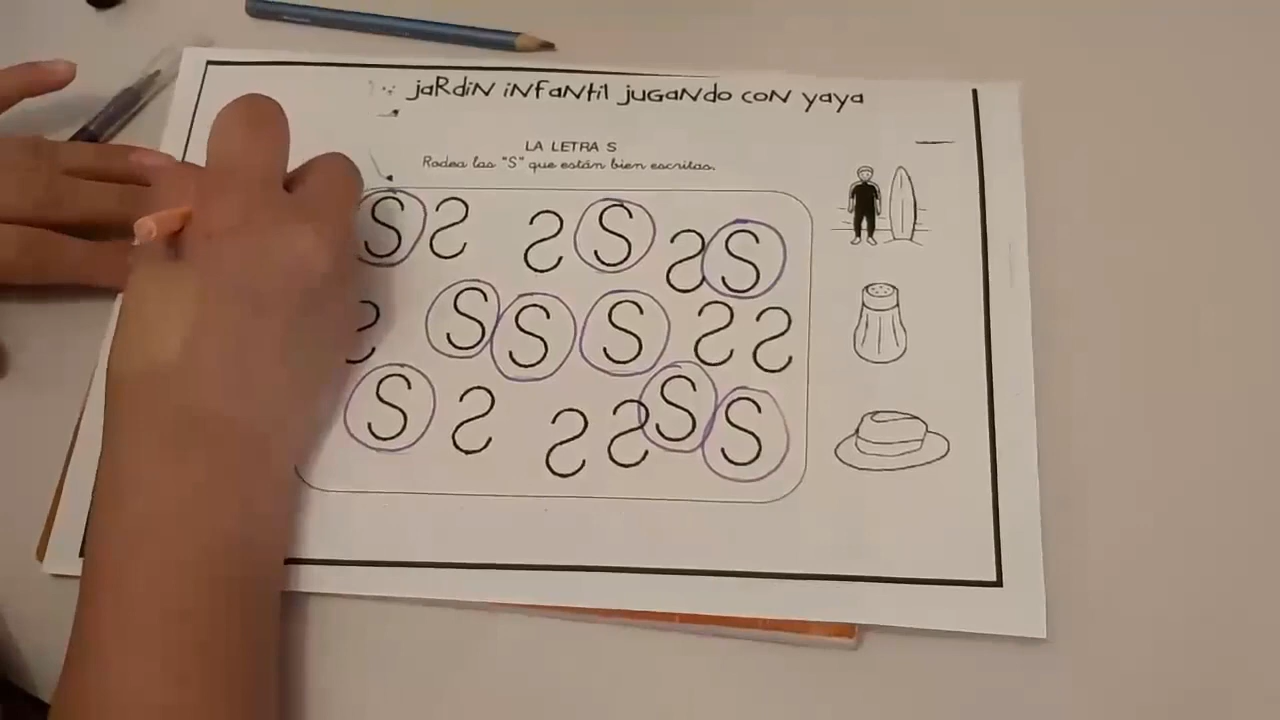 jaRdiN iNfaNtil jugaNdo coN yaya
LA LETRA S
Rodea las "S" que están bien escritas.
S S S S S S
S S S S S
S S S S S S